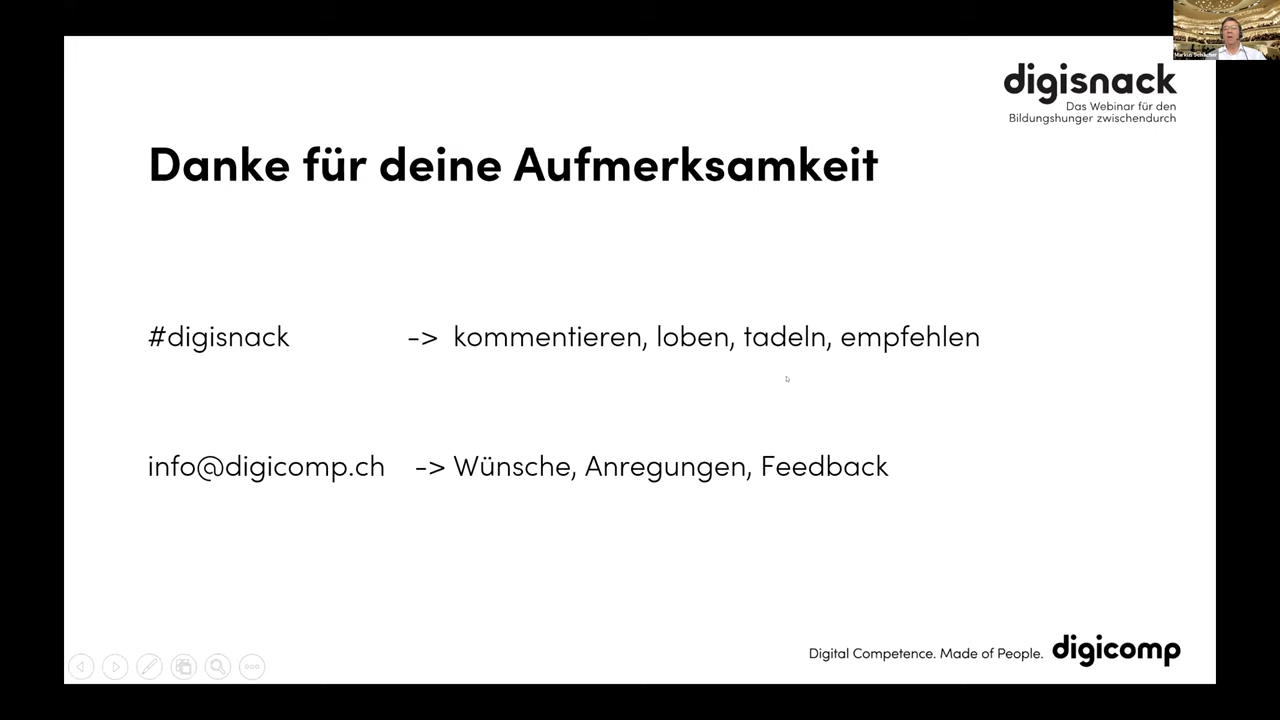 Markus
digisnack
Das Webinar für den
Bildungshunger zwischendurch
Danke für deine Aufmerksamkeit
#digisnack -> kommentieren, loben, tadeln, empfehlen
info@digicomp.ch -> Wünsche, Anregungen, Feedback
Digital Competence. Made of People. digicomp